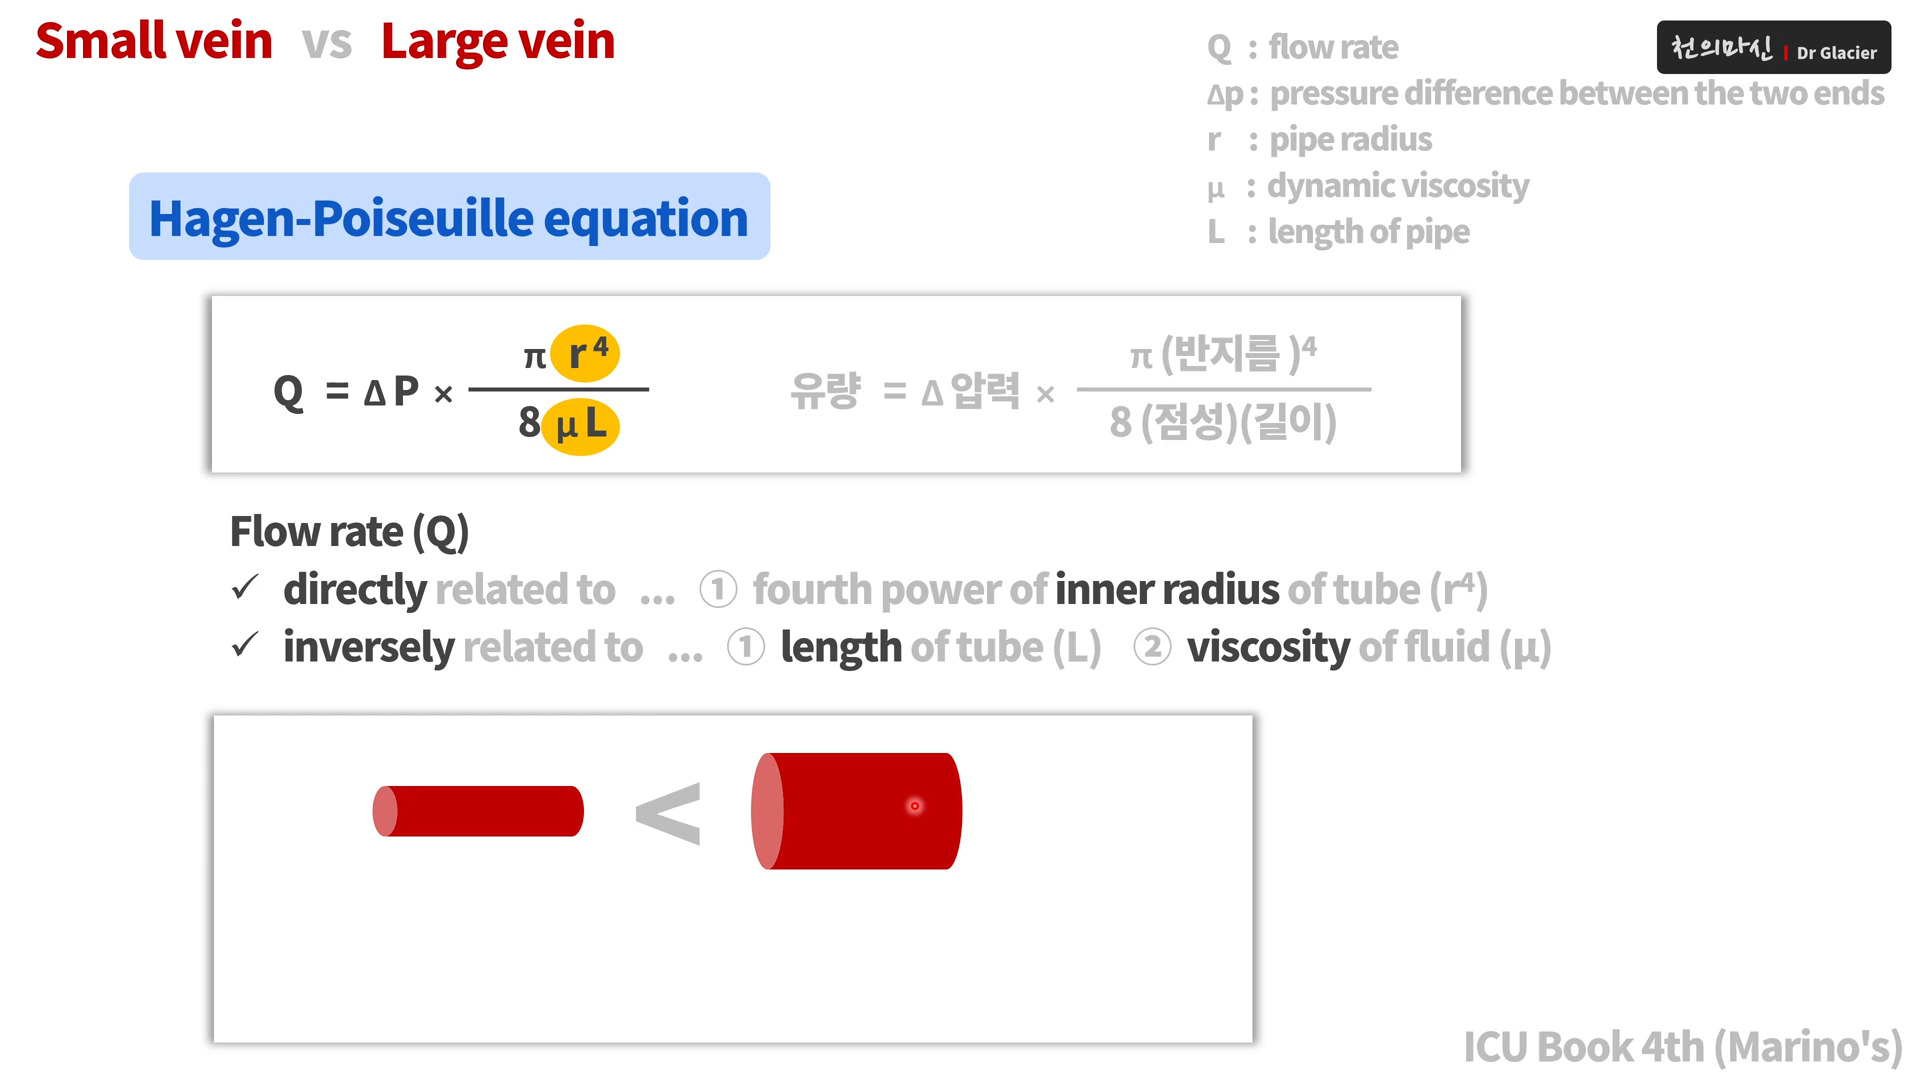 Small vein vs Large vein
천의마신 | Dr Glacier
Q : flow rate
Δp : pressure difference between the two ends
r : pipe radius
μ : dynamic viscosity
L : length of pipe
Hagen-Poiseuille equation
Q = Δ P × π r⁴ / 8 μ L
유량 = Δ 압력 × π (반지름 )⁴ / 8 (점성)(길이)
Flow rate (Q)
✓ directly related to ... ① fourth power of inner radius of tube (r⁴)
✓ inversely related to ... ① length of tube (L) ② viscosity of fluid (μ)
<
ICU Book 4th (Marino's)